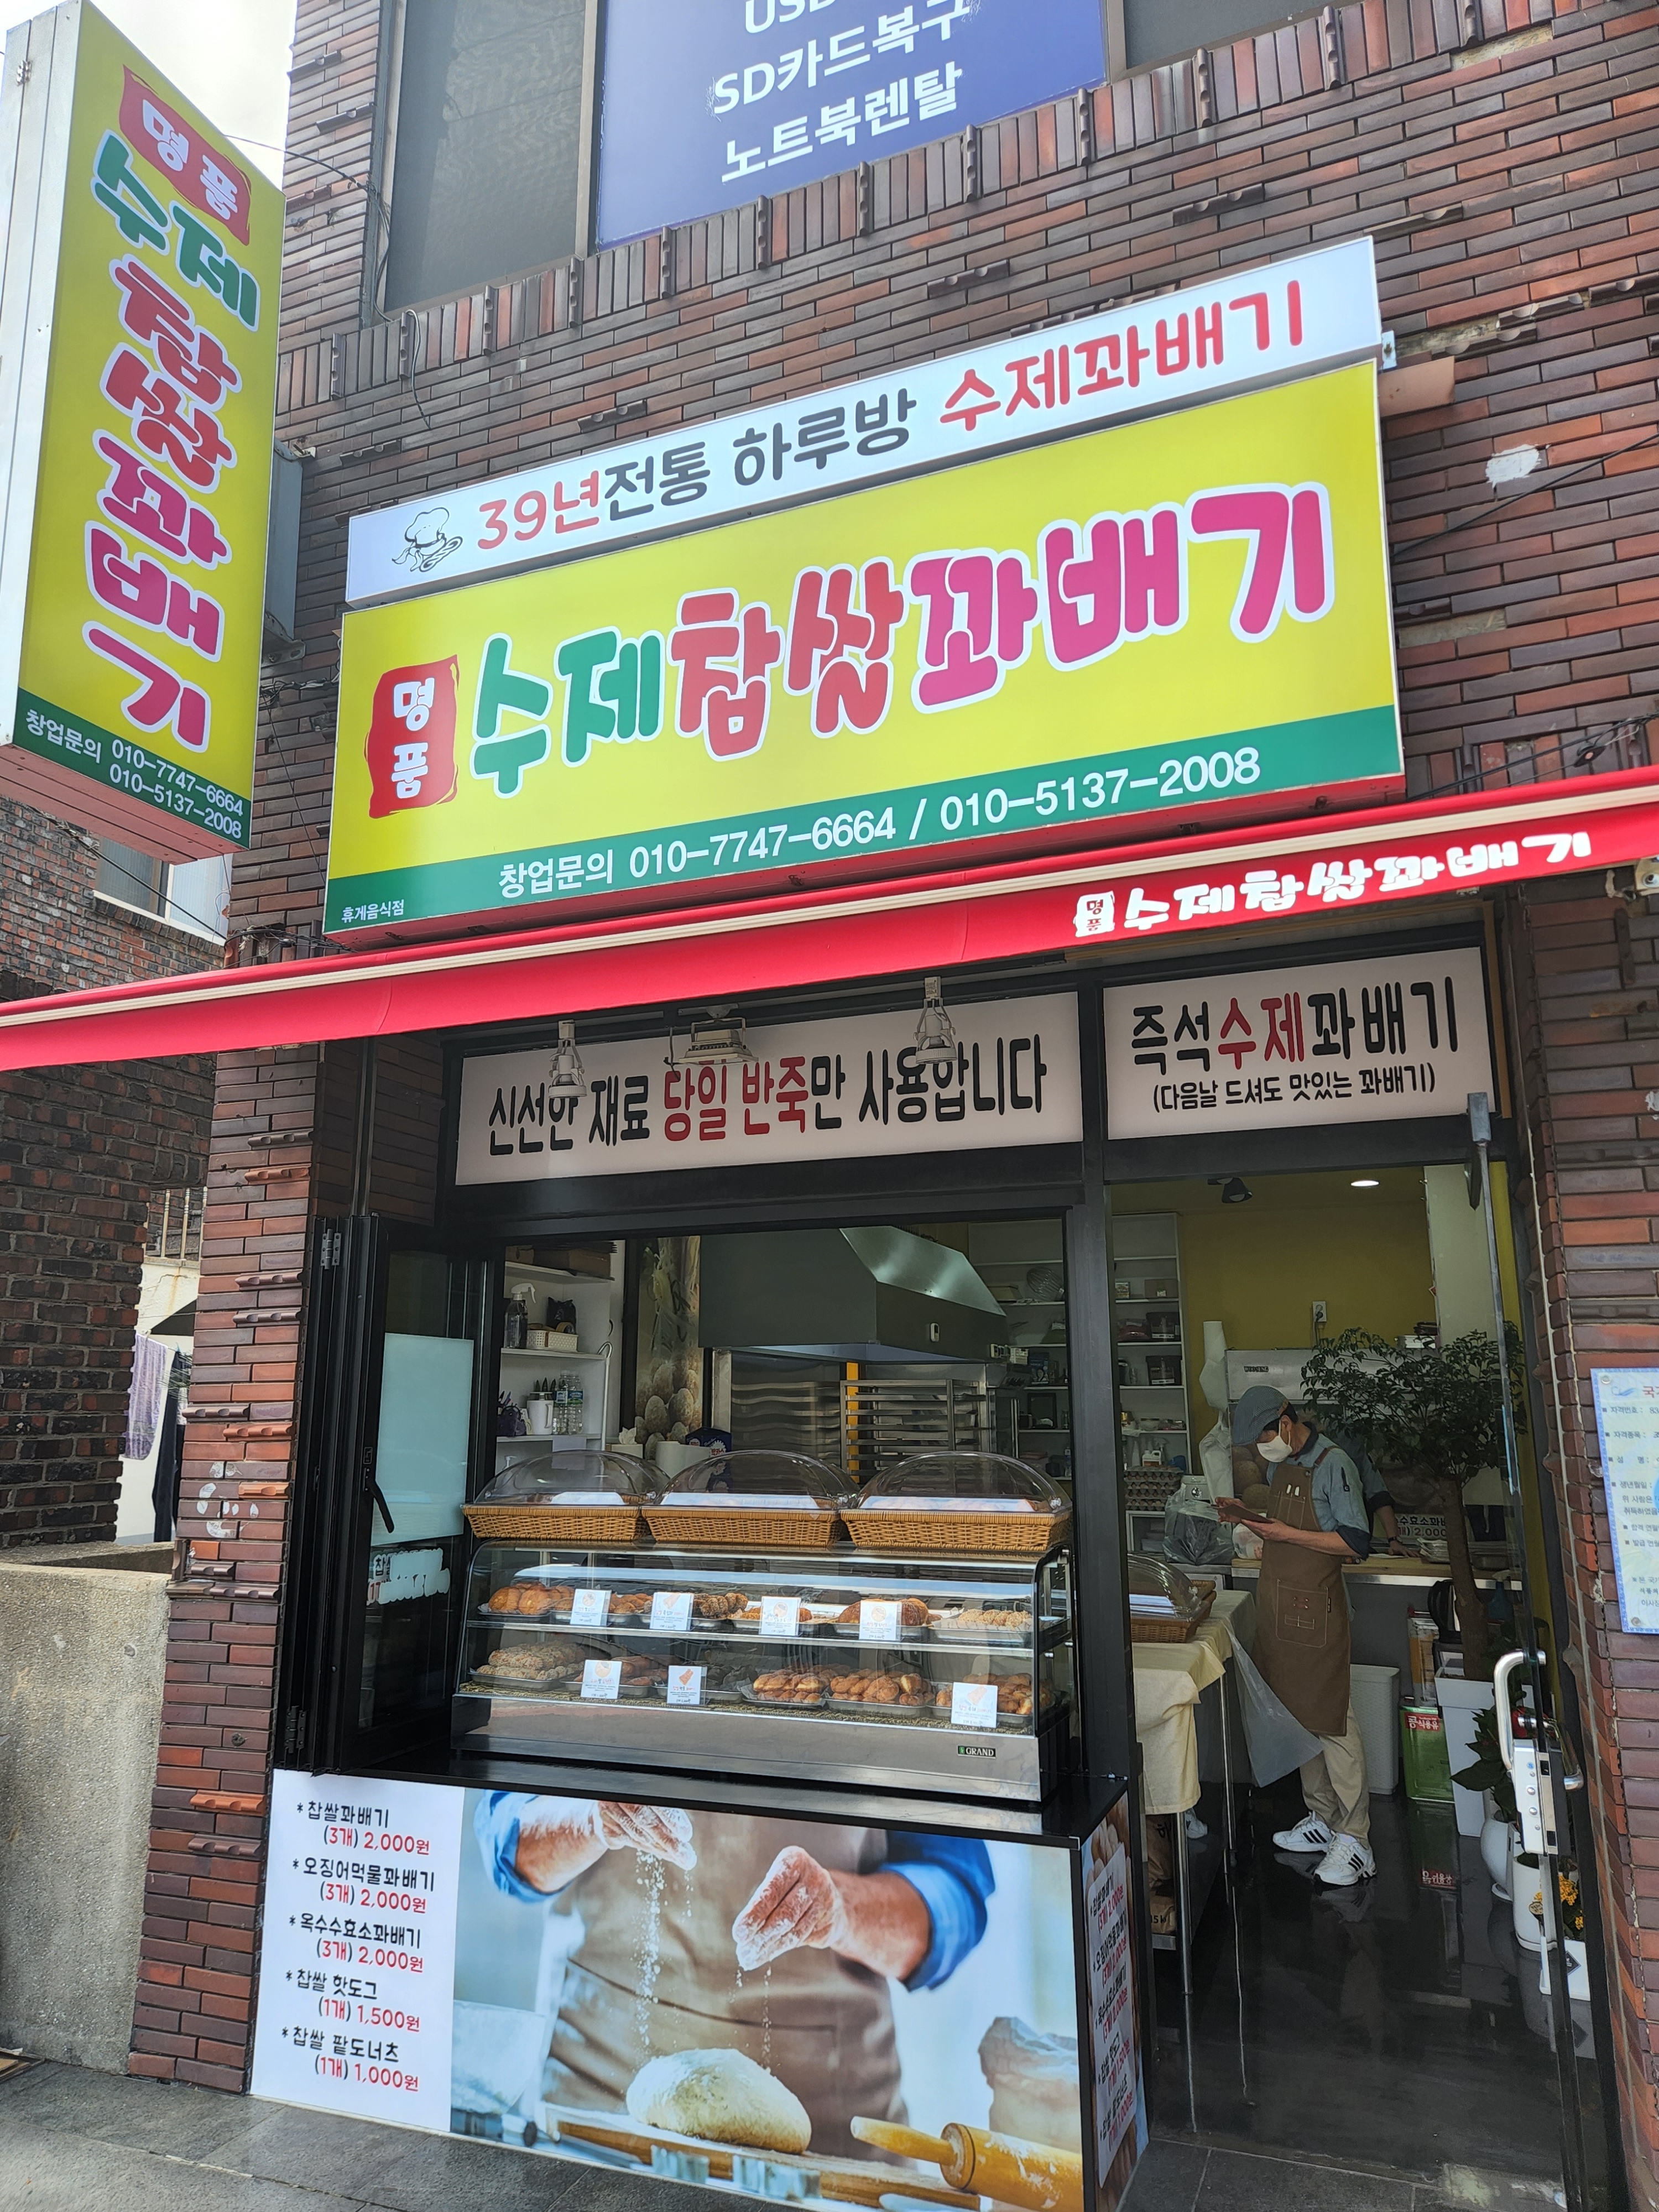 SD카드복구
노트북렌탈
명품
수제
찹쌀
꽈배기
창업문의 010-7747-6664
010-5137-2008
39년전통 하루방 수제꽈배기
명품 수제찹쌀꽈배기
창업문의 010-7747-6664 / 010-5137-2008
휴게음식점
명품 수제찹쌀꽈배기
신선한 재료 당일 반죽만 사용합니다
즉석수제꽈배기
(다음날 드셔도 맛있는 꽈배기)
GRAND
*찹쌀꽈배기
(3개) 2,000원
*오징어먹물꽈배기
(3개) 2,000원
*옥수수효소꽈배기
(3개) 2,000원
*찹쌀 핫도그
(1개) 1,500원
*찹쌀 팥도너츠
(1개) 1,000원